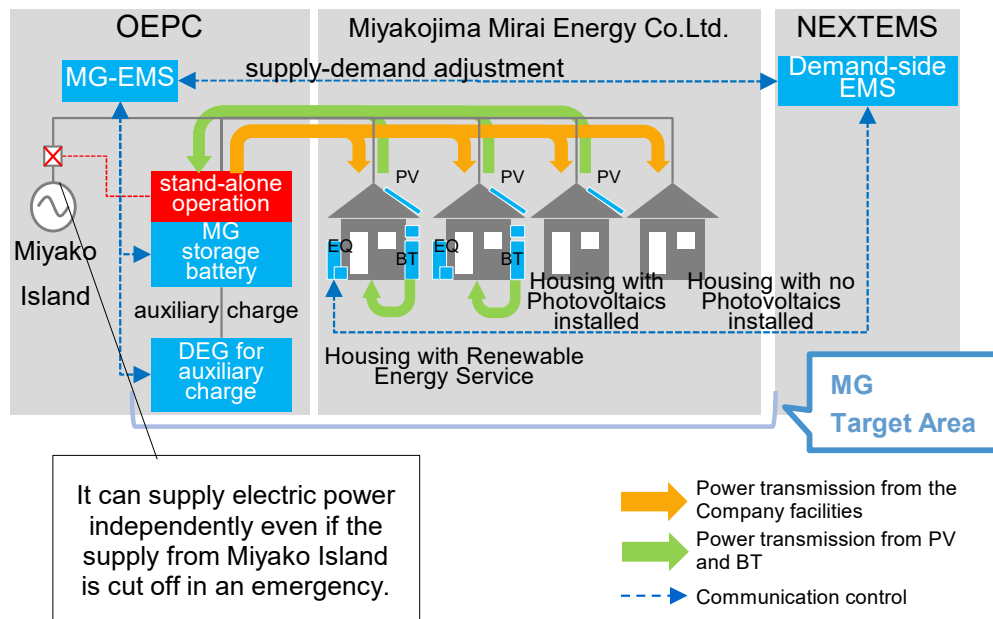 OEPC
Miyakojima Mirai Energy Co.Ltd.
NEXTEMS
MG-EMS
supply-demand adjustment
Demand-side
EMS
stand-alone
operation
MG
storage
battery
Miyako
Island
auxiliary charge
DEG for
auxiliary
charge
PV
PV
PV
EQ
BT
EQ
BT
Housing with
Photovoltaics
installed
Housing with no
Photovoltaics
installed
Housing with Renewable
Energy Service
MG
Target Area
It can supply electric power
independently even if the
supply from Miyako Island
is cut off in an emergency.
Power transmission from the
Company facilities
Power transmission from PV
and BT
Communication control